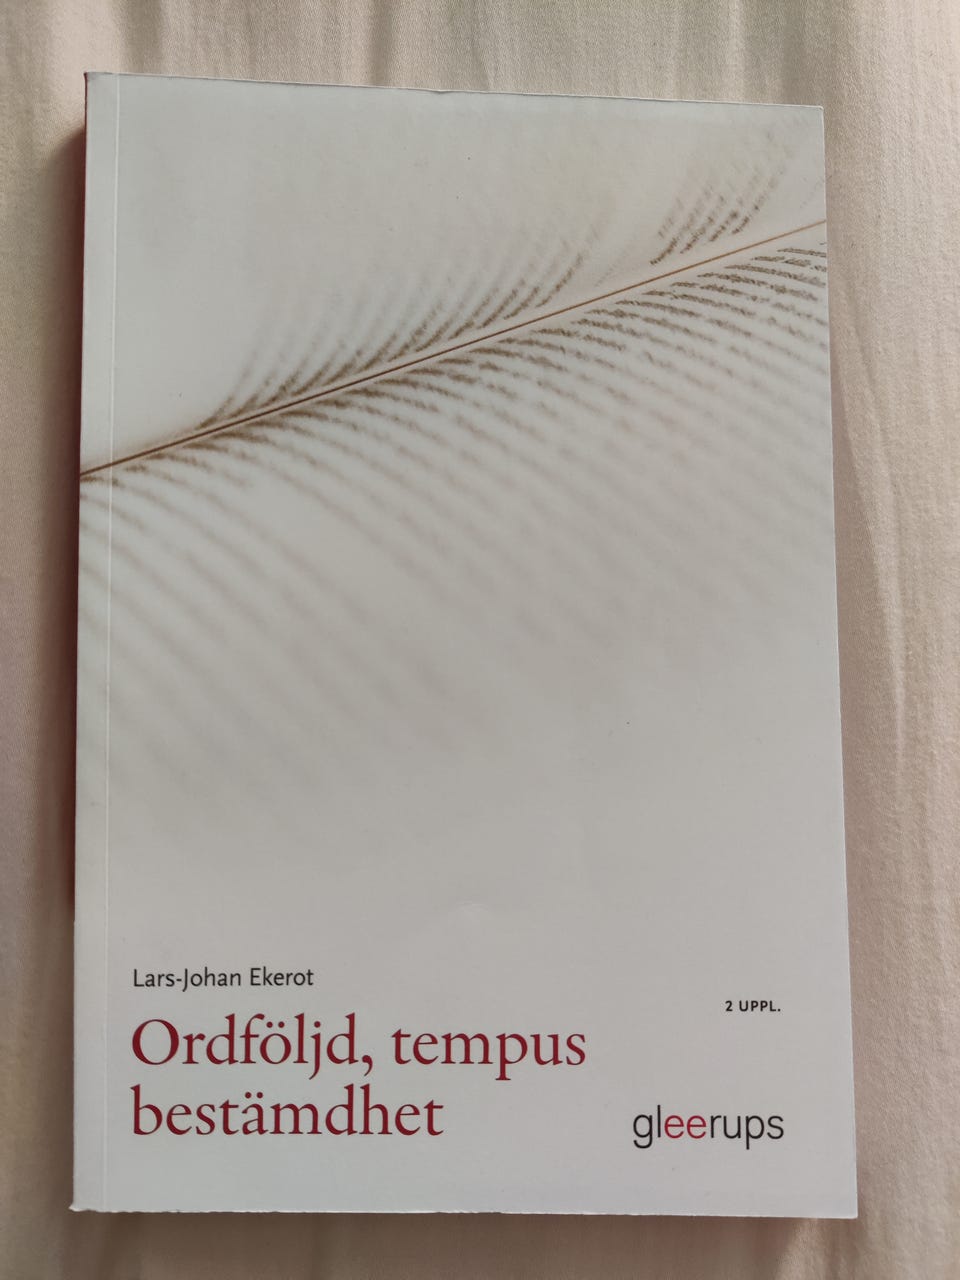 Lars-Johan Ekerot
2 UPPL.
Ordföljd, tempus
bestämdhet
gleerups